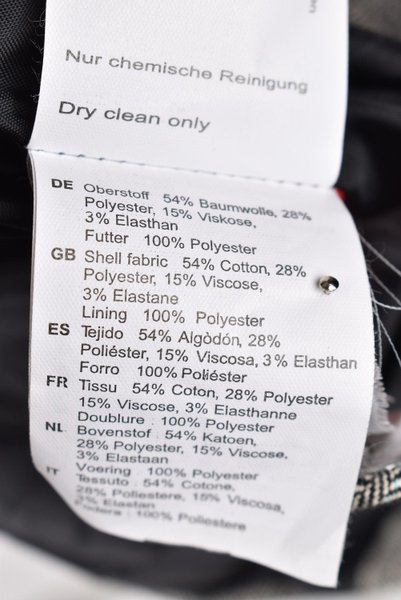 Nur chemische Reinigung
Dry clean only
DE Oberstoff 54% Baumwolle, 28%
Polyester, 15% Viskose,
3% Elasthan
Futter 100% Polyester
GB Shell fabric 54% Cotton, 28%
Polyester, 15% Viscose,
3% Elastane
Lining 100% Polyester
ES Tejido 54% Algòdón, 28%
Poliéster, 15% Viscosa, 3% Elasthan
Forro 100% Poliéster
FR Tissu 54% Coton, 28% Polyester
15% Viscose, 3% Elasthanne
Doublure : 100% Polyester
NL Bovenstof : 54% Katoen,
28% Polyester, 15% Viscose,
3% Elastaan
Voering : 100% Polyester
IT Tessuto : 54% Cotone,
28% Poliestere, 15% Viscosa,
3% Elastan
Fodera : 100% Poliestere